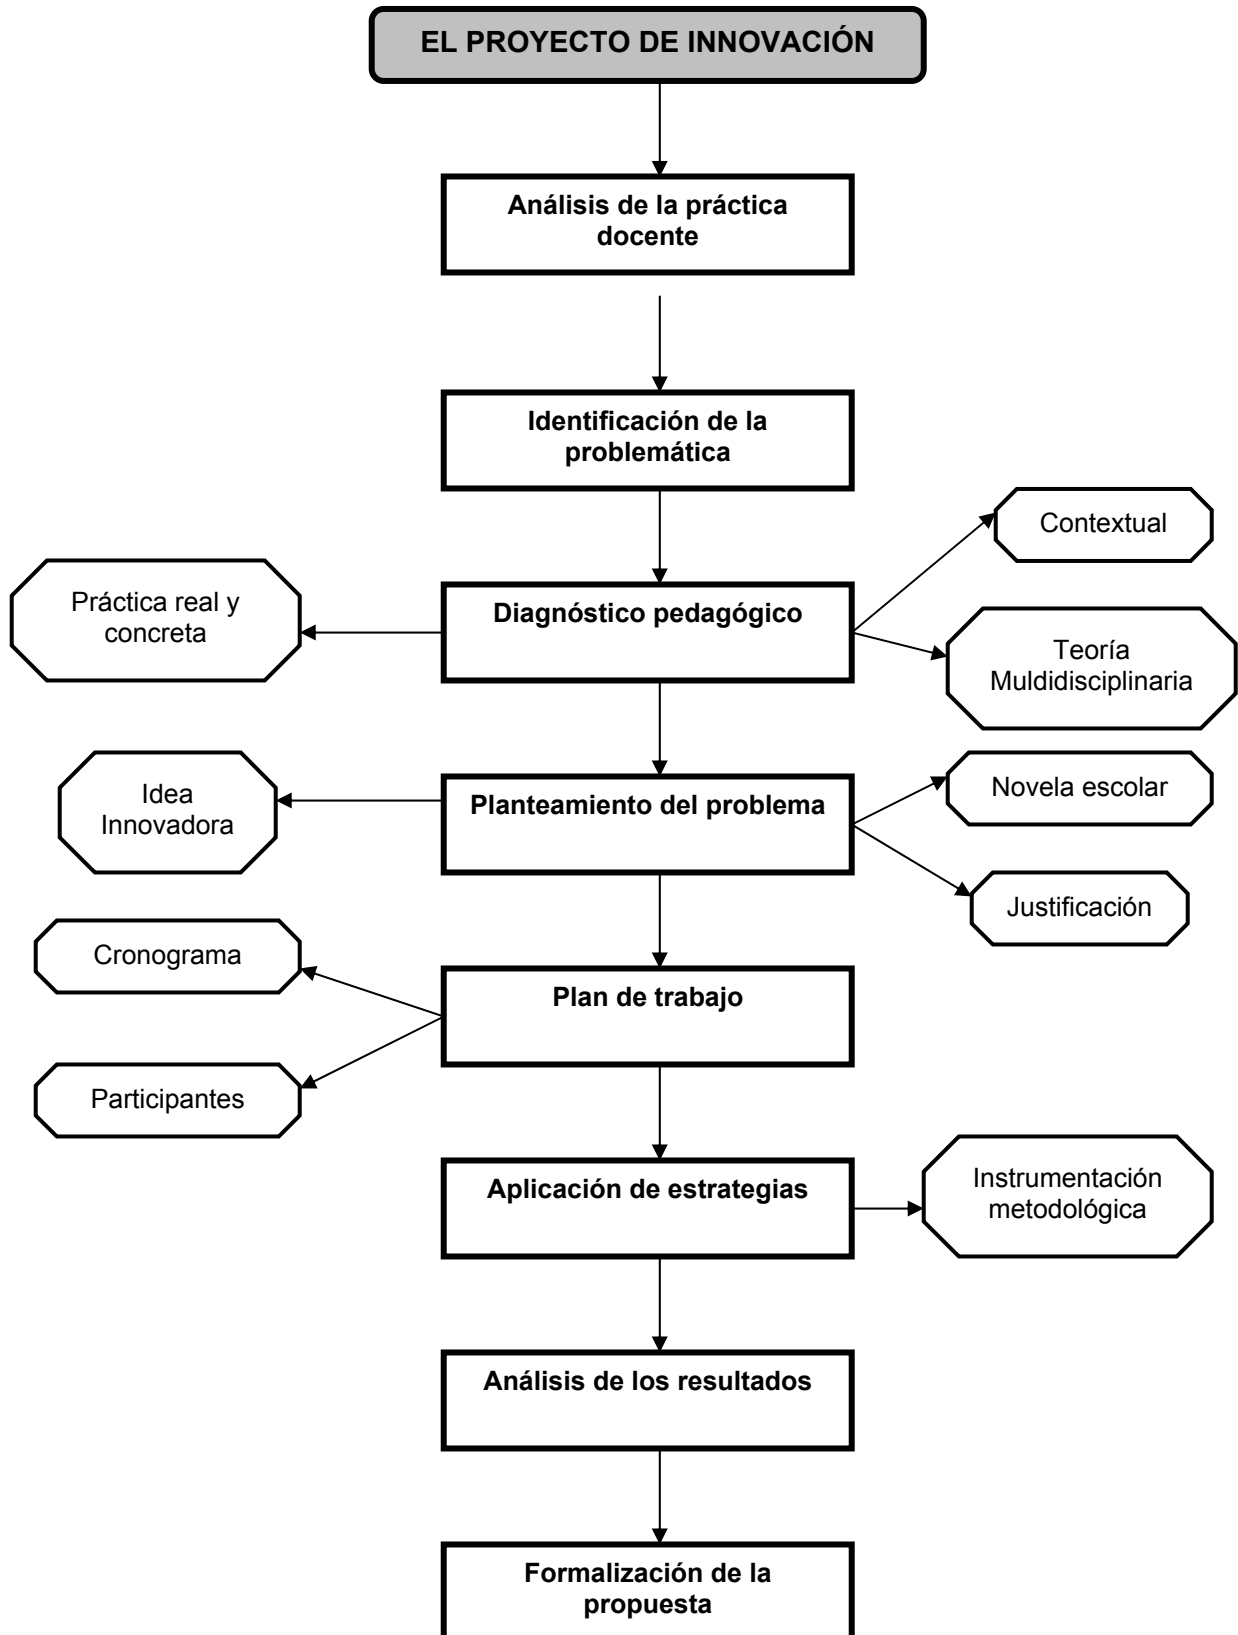 EL PROYECTO DE INNOVACIÓN
Análisis de la práctica
docente
Identificación de la
problemática
Contextual
Práctica real y
concreta
Diagnóstico pedagógico
Teoría
Muldidisciplinaria
Idea
Innovadora
Planteamiento del problema
Novela escolar
Justificación
Cronograma
Plan de trabajo
Participantes
Aplicación de estrategias
Instrumentación
metodológica
Análisis de los resultados
Formalización de la
propuesta